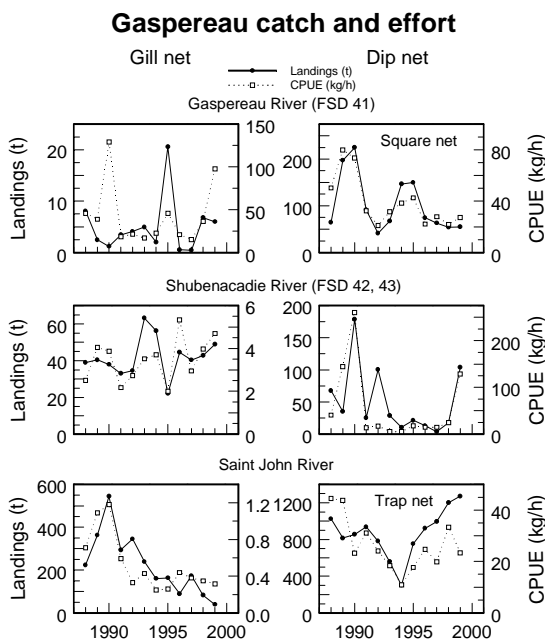 Gaspereau catch and effort
Gill net Dip net
Landings (t)
CPUE (kg/h)
Gaspereau River (FSD 41)
Landings (t)
20
10
0
150
100
50
0
Square net
200
100
0
80
40
0
CPUE (kg/h)
Shubenacadie River (FSD 42, 43)
Landings (t)
60
40
20
0
6
4
2
0
200
150
100
50
0
200
100
0
CPUE (kg/h)
Saint John River
Landings (t)
600
400
200
0
1.2
0.8
0.4
0.0
Trap net
1200
800
400
0
40
20
0
CPUE (kg/h)
1990 1995 2000 1990 1995 2000